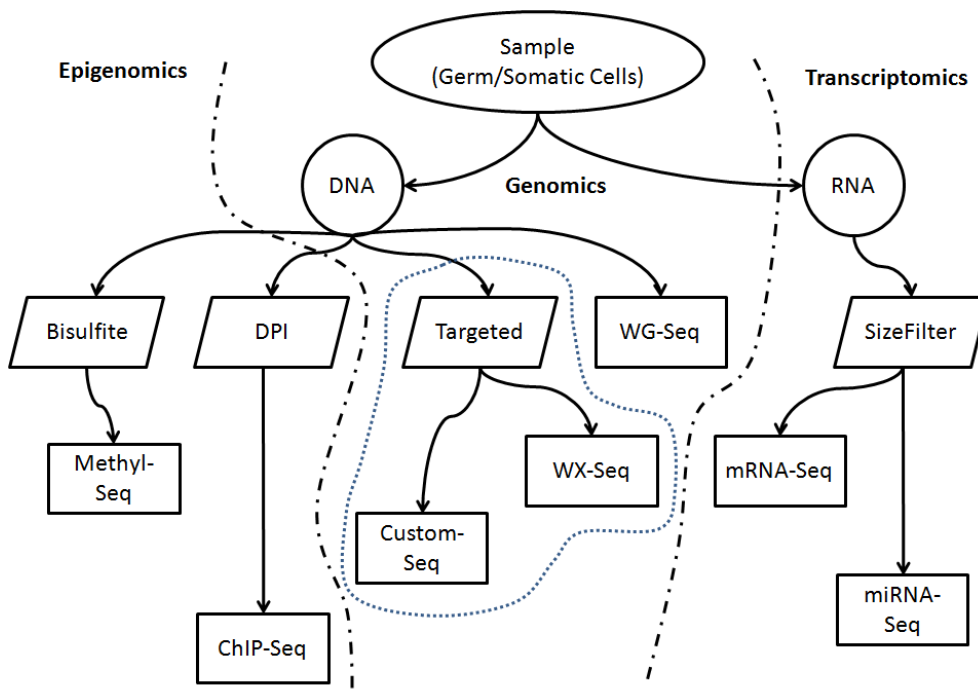 Sample
(Germ/Somatic Cells)
Epigenomics
Transcriptomics
DNA
Genomics
RNA
Bisulfite
DPI
Targeted
WG-Seq
SizeFilter
Methyl-
Seq
WX-Seq
mRNA-Seq
Custom-
Seq
miRNA-
Seq
ChIP-Seq